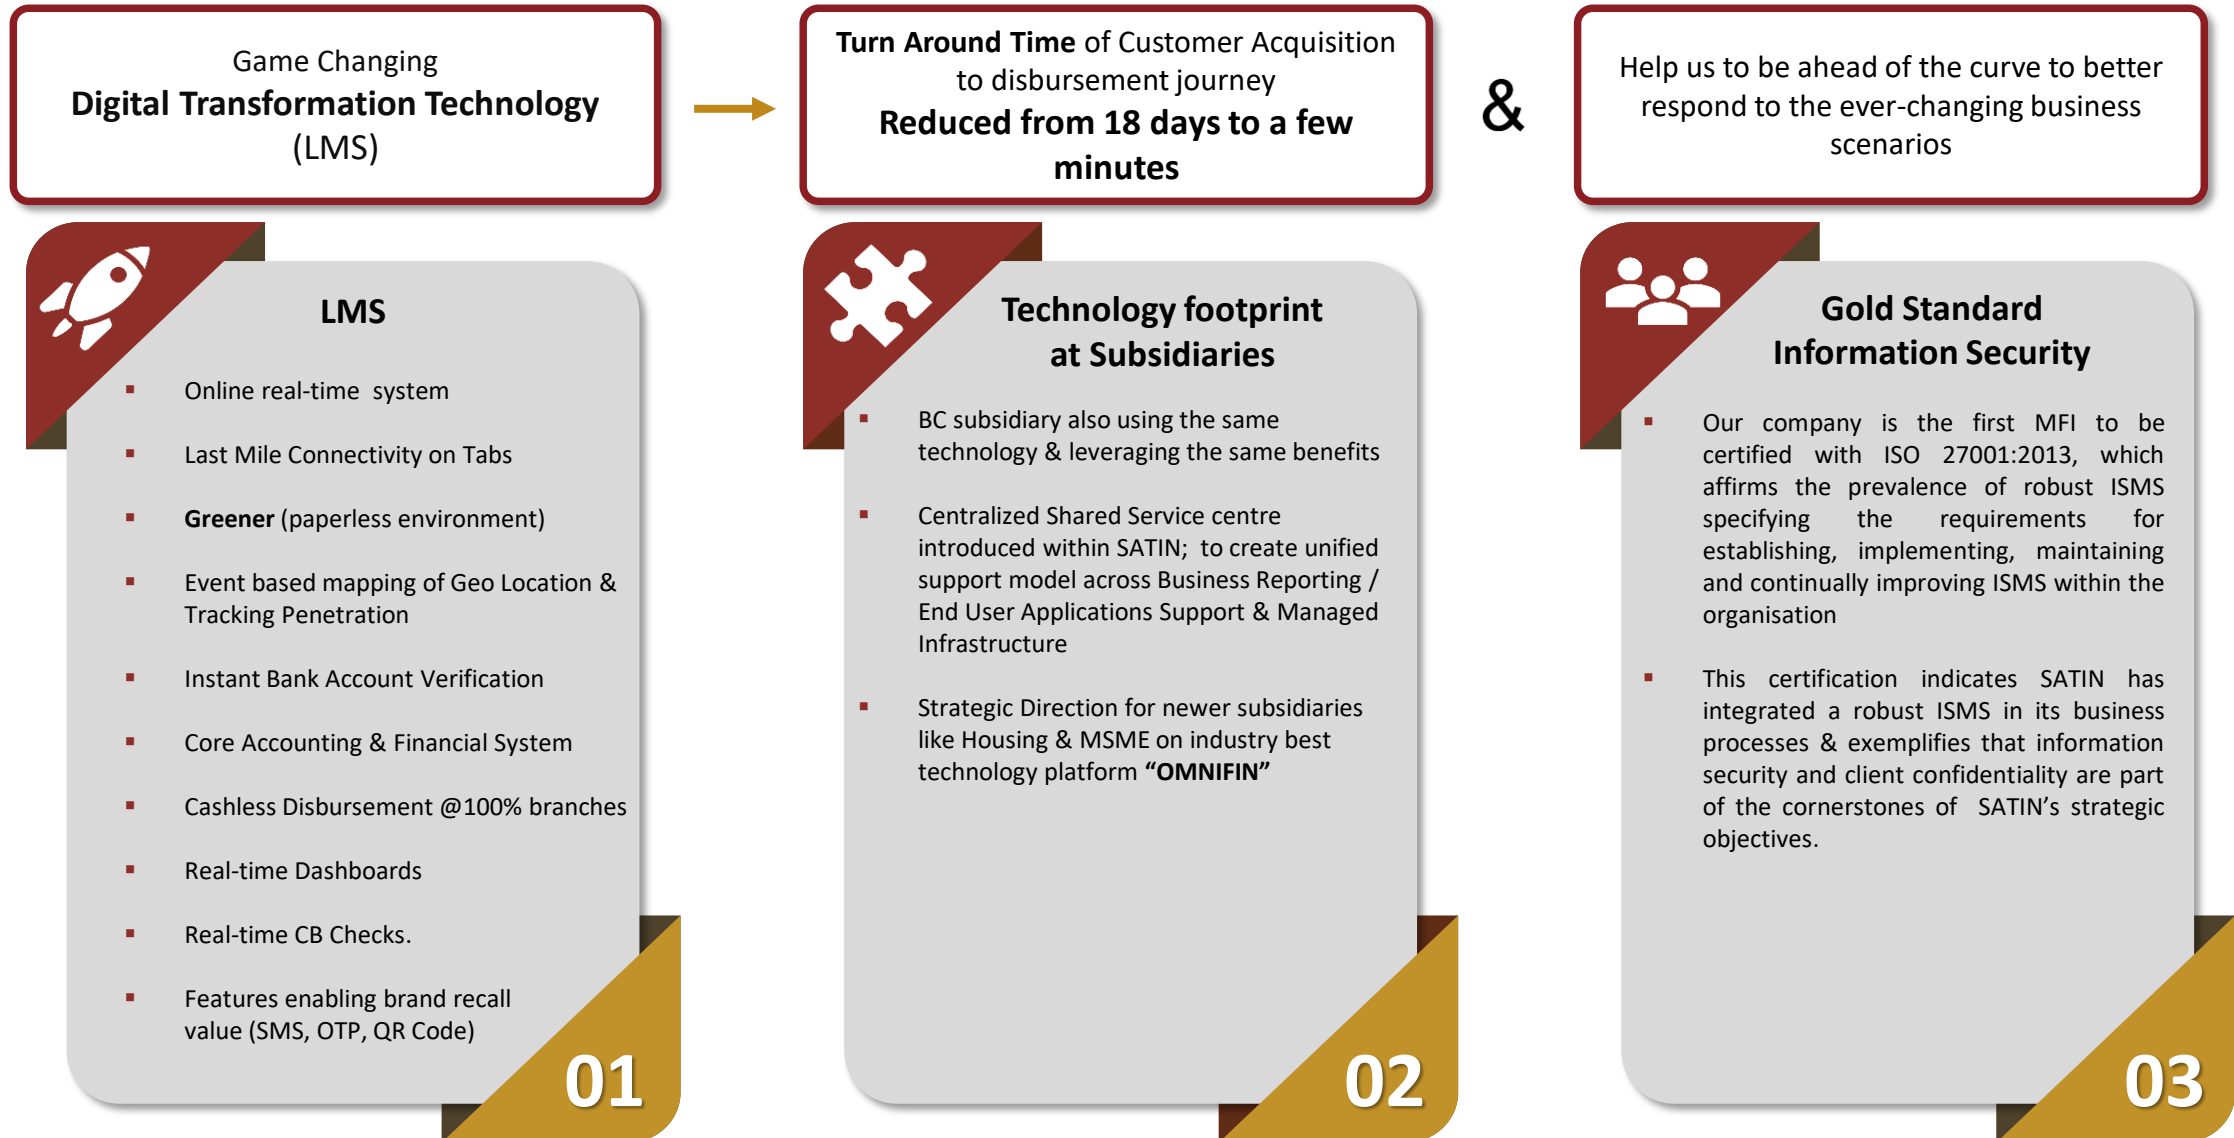 Game Changing
Digital Transformation Technology
(LMS)
Turn Around Time of Customer Acquisition
to disbursement journey
Reduced from 18 days to a few
minutes
&
Help us to be ahead of the curve to better
respond to the ever-changing business
scenarios
LMS
Online real-time system
Last Mile Connectivity on Tabs
Greener (paperless environment)
Event based mapping of Geo Location &
Tracking Penetration
Instant Bank Account Verification
Core Accounting & Financial System
Cashless Disbursement @100% branches
Real-time Dashboards
Real-time CB Checks.
Features enabling brand recall
value (SMS, OTP, QR Code)
01
Technology footprint
at Subsidiaries
BC subsidiary also using the same
technology & leveraging the same benefits
Centralized Shared Service centre
introduced within SATIN; to create unified
support model across Business Reporting /
End User Applications Support & Managed
Infrastructure
Strategic Direction for newer subsidiaries
like Housing & MSME on industry best
technology platform “OMNIFIN”
02
Gold Standard
Information Security
Our company is the first MFI to be
certified with ISO 27001:2013, which
affirms the prevalence of robust ISMS
specifying the requirements for
establishing, implementing, maintaining
and continually improving ISMS within the
organisation
This certification indicates SATIN has
integrated a robust ISMS in its business
processes & exemplifies that information
security and client confidentiality are part
of the cornerstones of SATIN’s strategic
objectives.
03